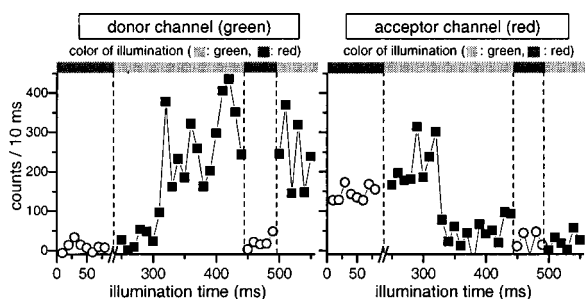 donor channel (green)
acceptor channel (red)
color of illumination (■: green, ■: red)
color of illumination (■: green, ■: red)
counts / 10 ms
400
300
200
100
0
0 50 300 400 500
0 50 300 400 500
illumination time (ms)
illumination time (ms)